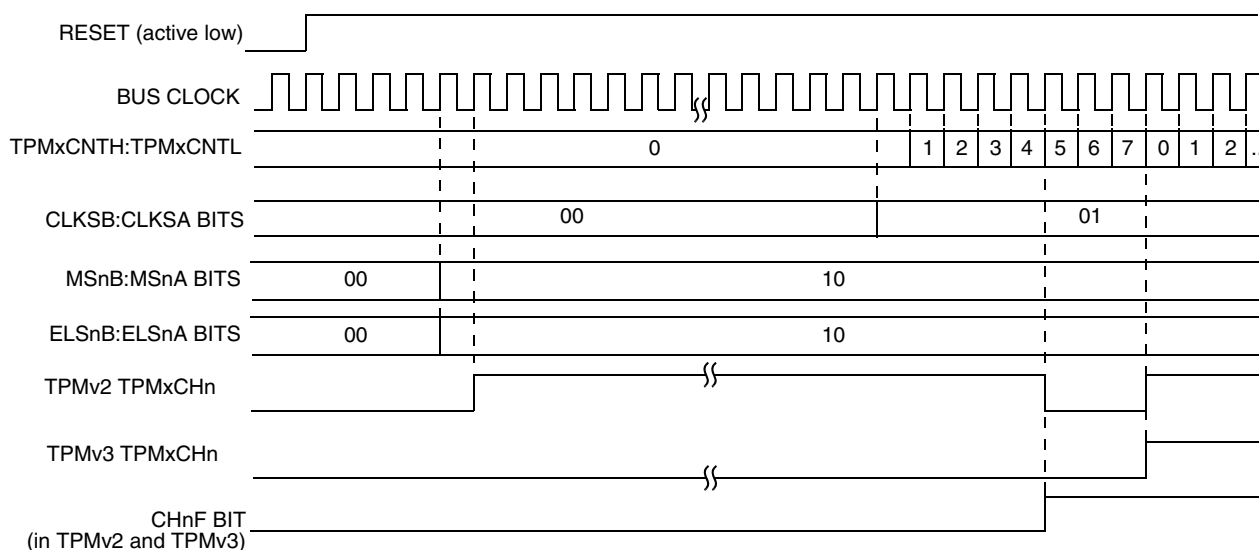 RESET (active low)
BUS CLOCK
TPMxCNTH:TPMxCNTL 0 1 2 3 4 5 6 7 0 1 2 ..
CLKSB:CLKSA BITS 00 01
MSnB:MSnA BITS 00 10
ELSnB:ELSnA BITS 00 10
TPMv2 TPMxCHn
TPMv3 TPMxCHn
CHnF BIT
(in TPMv2 and TPMv3)